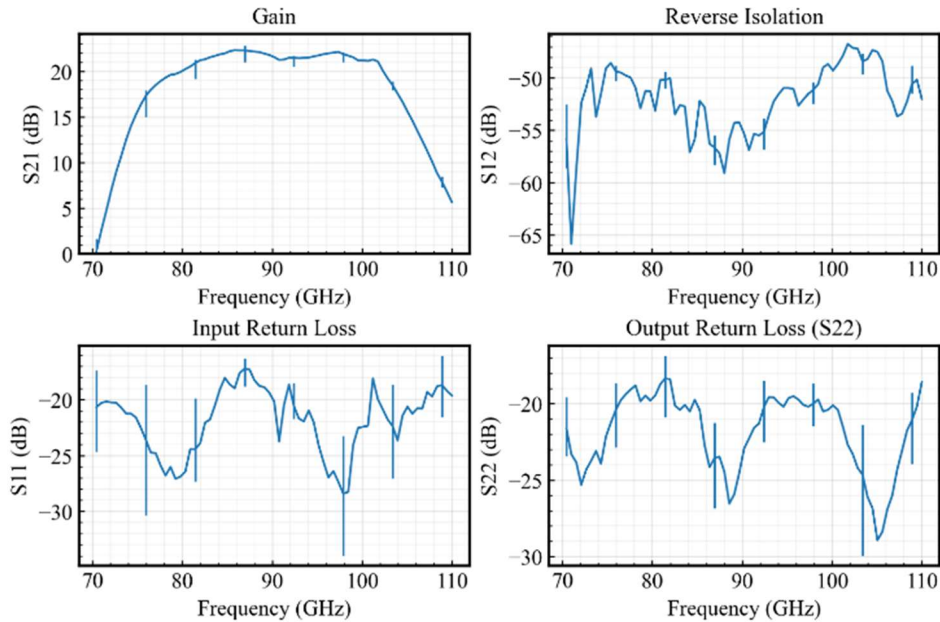 Gain
S21 (dB)
20
15
10
5
0
70 80 90 100 110
Frequency (GHz)
Reverse Isolation
S12 (dB)
−50
−55
−60
−65
70 80 90 100 110
Frequency (GHz)
Input Return Loss
S11 (dB)
−20
−25
−30
70 80 90 100 110
Frequency (GHz)
Output Return Loss (S22)
S22 (dB)
−20
−25
−30
70 80 90 100 110
Frequency (GHz)